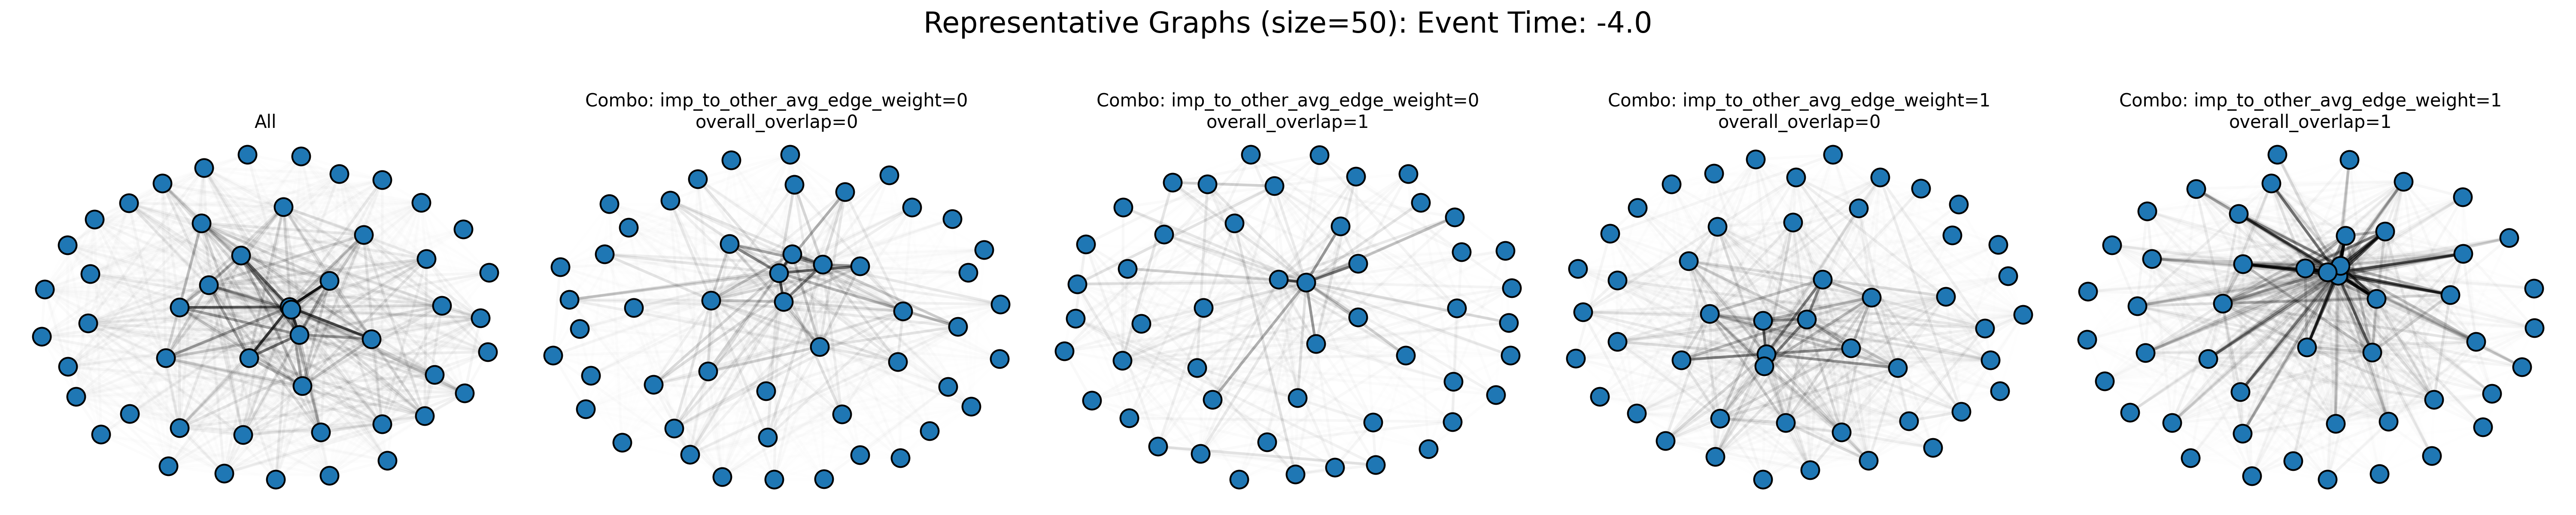 Representative Graphs (size=50): Event Time: -4.0
All
Combo: imp_to_other_avg_edge_weight=0
overall_overlap=0
Combo: imp_to_other_avg_edge_weight=0
overall_overlap=1
Combo: imp_to_other_avg_edge_weight=1
overall_overlap=0
Combo: imp_to_other_avg_edge_weight=1
overall_overlap=1